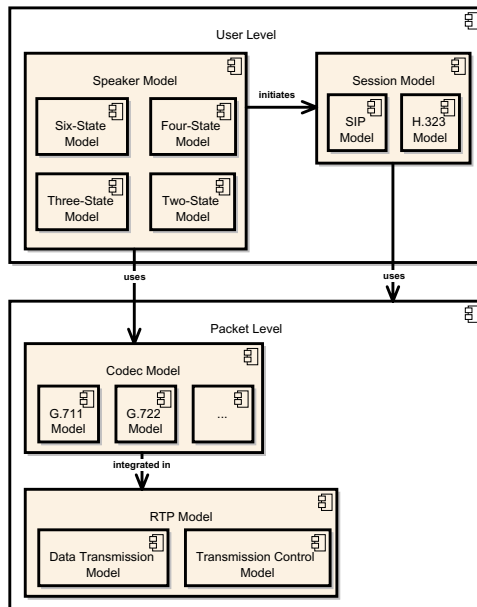 User Level
Speaker Model
initiates
Session Model
Six-State
Model
Four-State
Model
SIP
Model
H.323
Model
Three-State
Model
Two-State
Model
uses
uses
Packet Level
Codec Model
G.711
Model
G.722
Model
...
integrated in
RTP Model
Data Transmission
Model
Transmission Control
Model